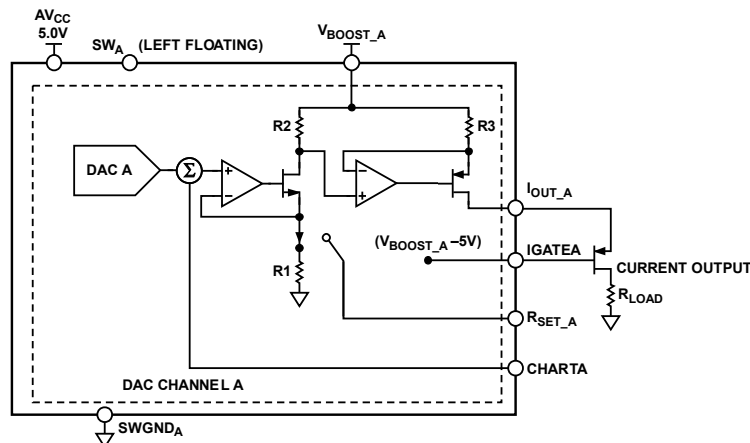 AVCC
5.0V
SWA (LEFT FLOATING)
VBOOST_A
R2
R3
DAC A
Σ
+
−
−
+
IOUT_A
R1
(VBOOST_A –5V)
IGATEA
CURRENT OUTPUT
RLOAD
RSET_A
CHARTA
DAC CHANNEL A
SWGNDA